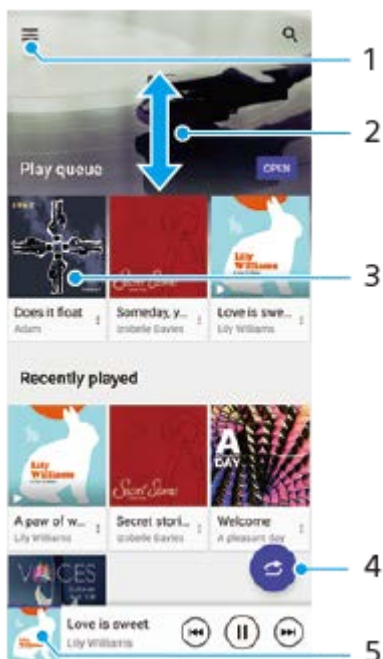 1
2
Play queue
OPEN
3
Does it float
Adam
Someday, y...
Izobelle Davies
Love is swe...
Lily Williams
Recently played
Lily
Williams
Secret Stories
A
DAY
A paw of w...
Lily Williams
Secret stori...
Izobelle Davies
Welcome
A pleasant day
4
VOICES
Love is sweet
Lily Williams
5